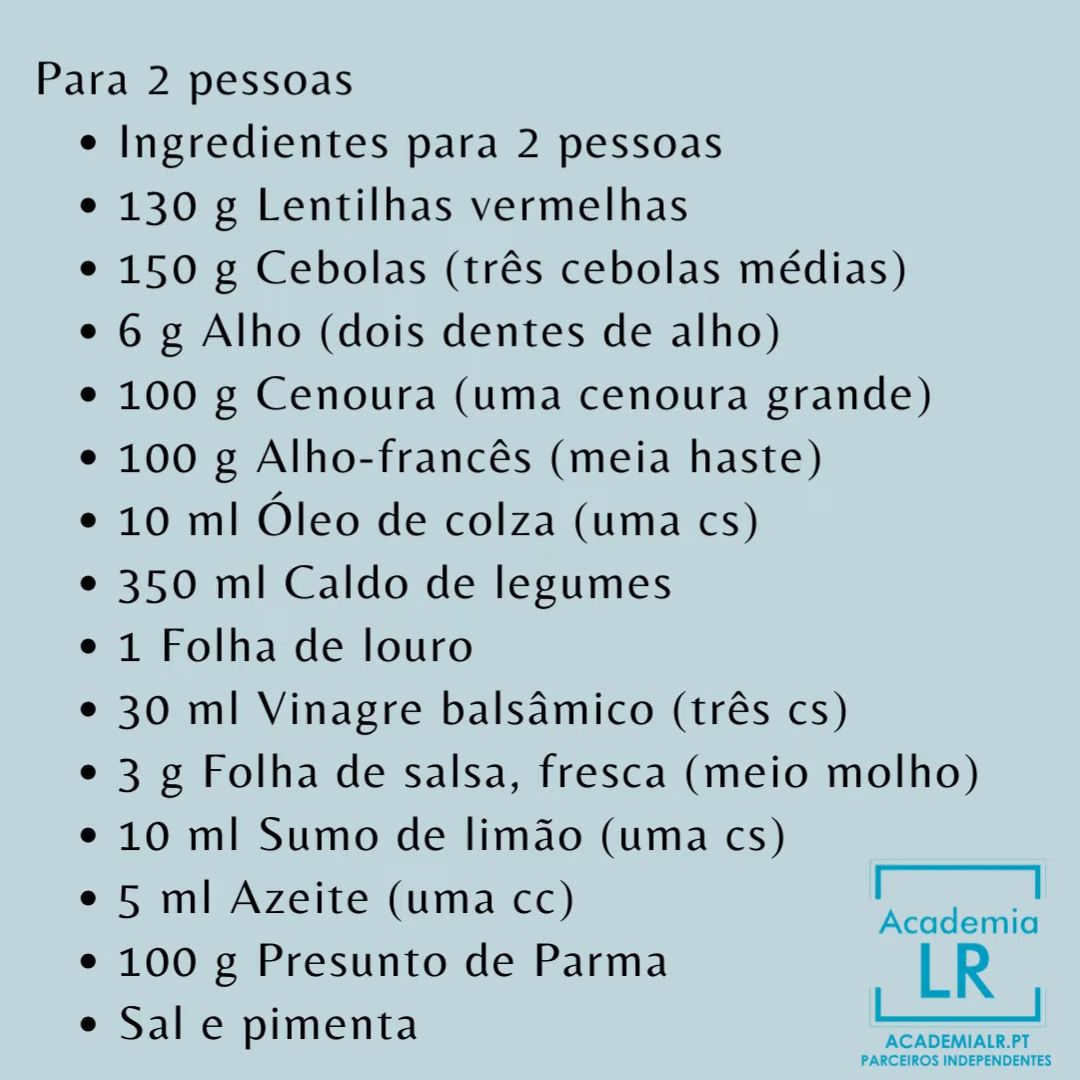 Para 2 pessoas
• Ingredientes para 2 pessoas
• 130 g Lentilhas vermelhas
• 150 g Cebolas (três cebolas médias)
• 6 g Alho (dois dentes de alho)
• 100 g Cenoura (uma cenoura grande)
• 100 g Alho-francês (meia haste)
• 10 ml Óleo de colza (uma cs)
• 350 ml Caldo de legumes
• 1 Folha de louro
• 30 ml Vinagre balsâmico (três cs)
• 3 g Folha de salsa, fresca (meio molho)
• 10 ml Sumo de limão (uma cs)
• 5 ml Azeite (uma cc)
• 100 g Presunto de Parma
• Sal e pimenta
Academia
LR
ACADEMIALR.PT
PARCEIROS INDEPENDENTES